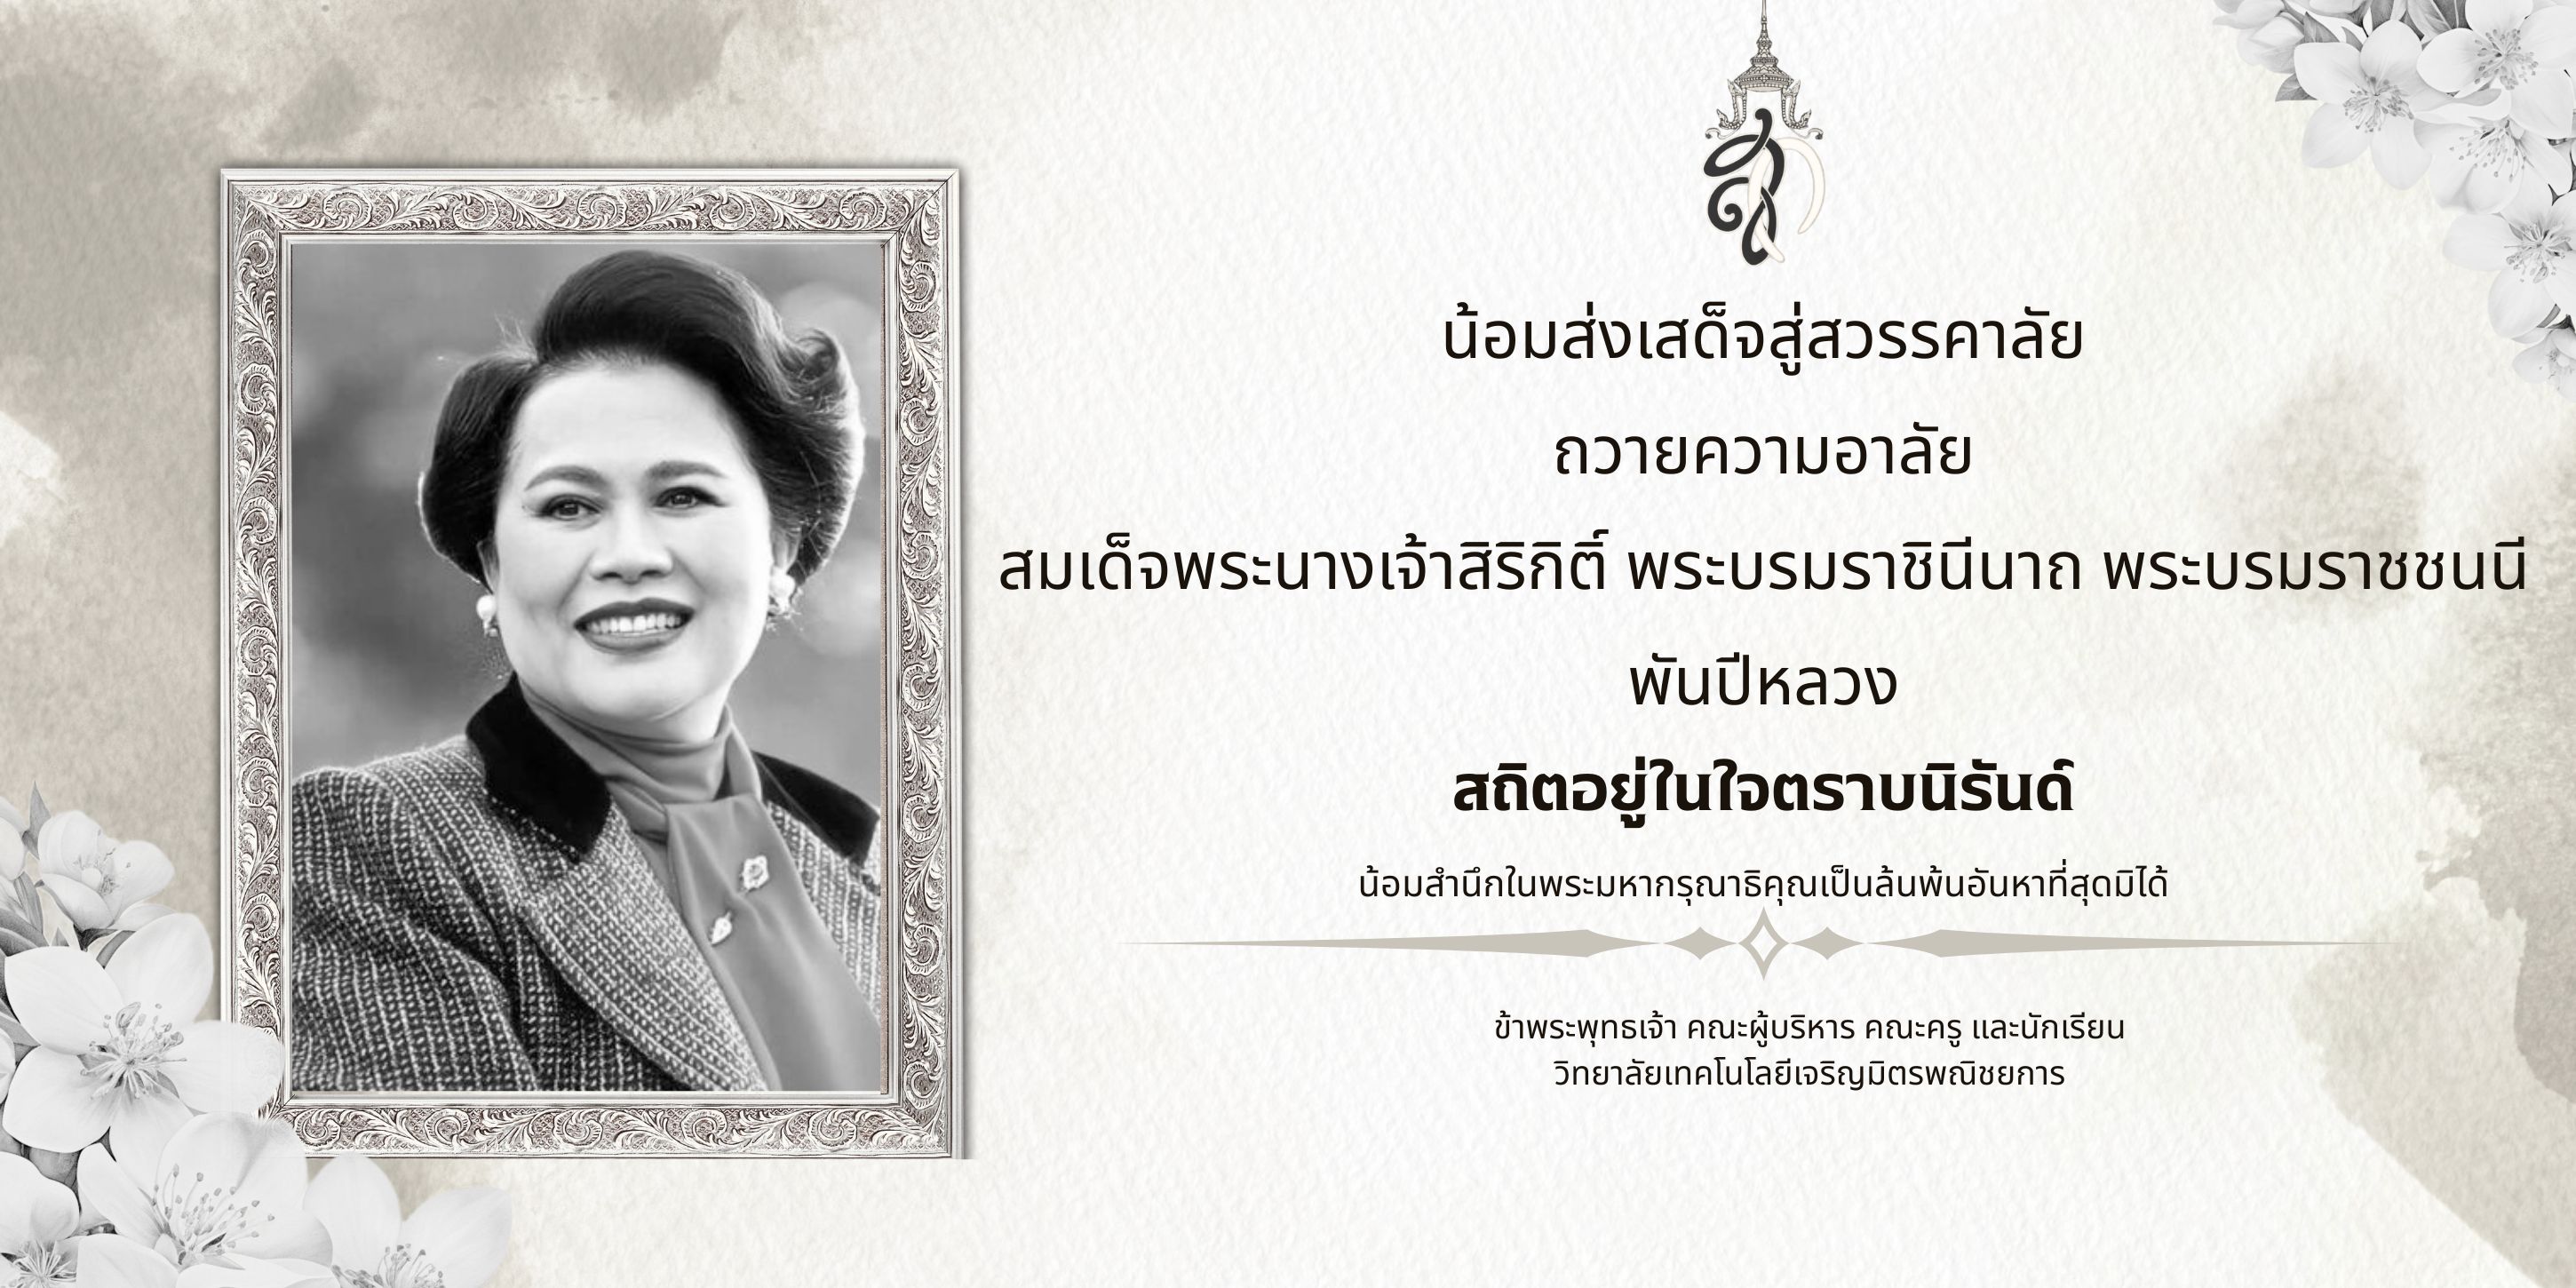 น้อมส่งเสด็จสู่สวรรคาลัย
ถวายความอาลัย
สมเด็จพระนางเจ้าสิริกิติ์ พระบรมราชินีนาถ พระบรมราชชนนี
พันปีหลวง
สถิตอยู่ในใจตราบนิรันด์
น้อมสำนึกในพระมหากรุณาธิคุณเป็นล้นพ้นอันหาที่สุดมิได้
ข้าพระพุทธเจ้า คณะผู้บริหาร คณะครู และนักเรียน
วิทยาลัยเทคโนโลยีเจริญมิตรพณิชยการ